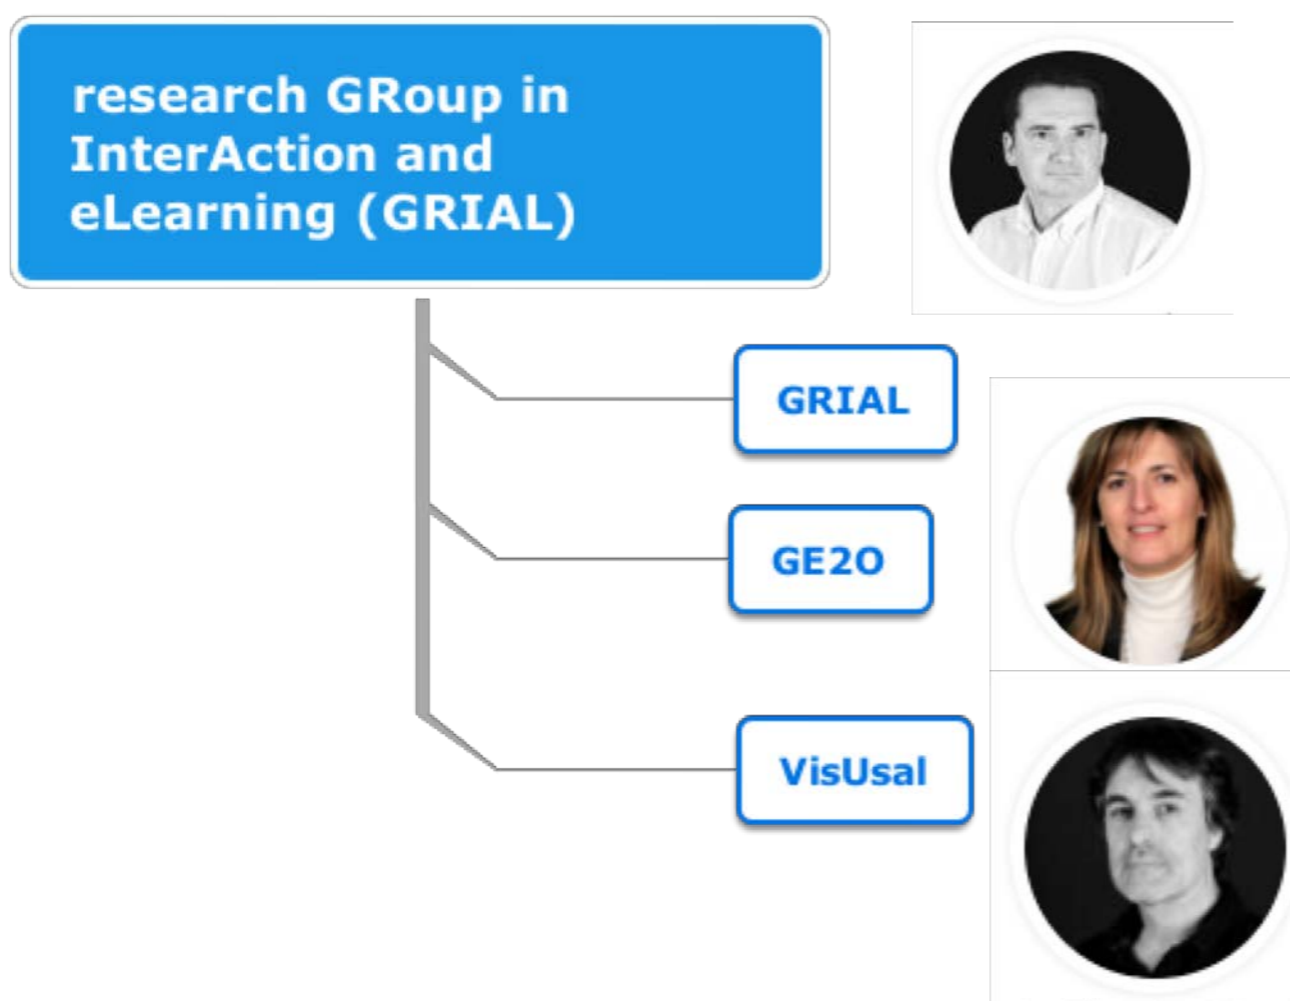 research GRoup in
InterAction and
eLearning (GRIAL)
GRIAL
GE2O
VisUsal